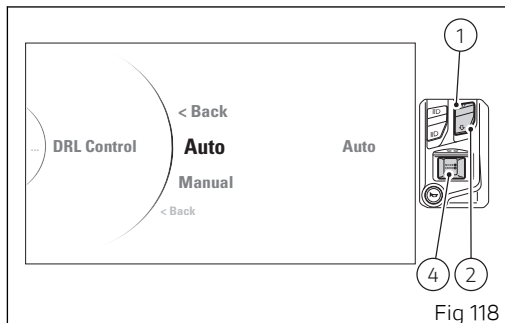 1
< Back
... DRL Control Auto Auto
Manual
< Back
4 2
Fig 118